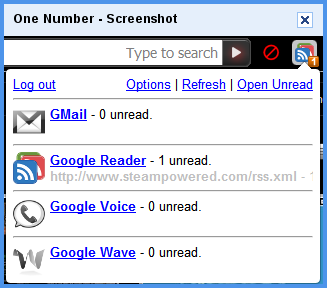 One Number - Screenshot
Type to search
1
Log out Options | Refresh | Open Unread
GMail - 0 unread.
Google Reader - 1 unread.
http://www.steampowered.com/rss.xml - 1
Google Voice - 0 unread.
Google Wave - 0 unread.